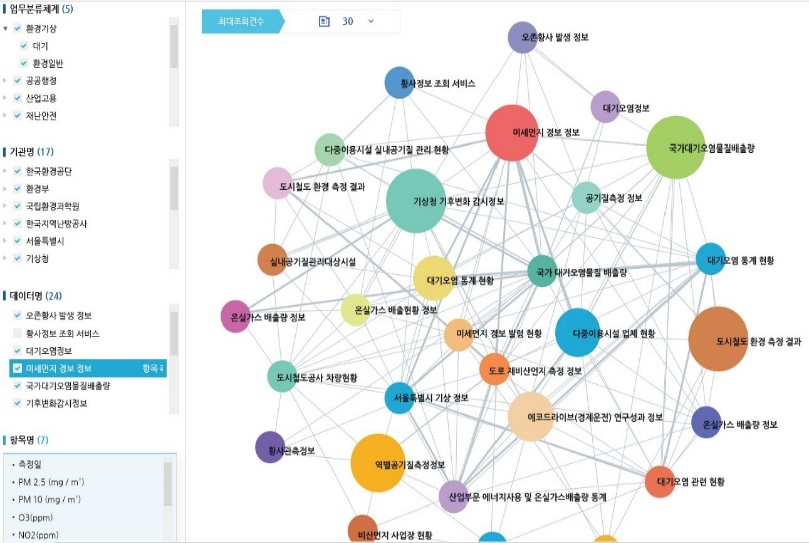 업무분류체계 (5)
환경기상
대기
환경일반
공공행정
산업고용
재난안전
기관명 (17)
한국환경공단
환경부
국립환경과학원
한국지역난방공사
서울특별시
기상청
데이터명 (24)
오존황사 발생 정보
황사정보 조회 서비스
대기오염정보
미세먼지 경보 정보
항목
국가대기오염물질배출량
기후변화감시정보
항목명 (7)
• 측정일
• PM 2.5 (mg / m³)
• PM 10 (mg / m³)
• O3(ppm)
• NO2(ppm)
최대조회건수
30
오존황사 발생 정보
황사정보 조회 서비스
대기오염정보
미세먼지 경보 정보
국가대기오염물질배출량
다중이용시설 실내공기질 관리 현황
도시철도 환경 측정 결과
기상청 기후변화 감시정보
공기질측정 정보
실내공기질관리대상시설
대기오염 통계 현황
국가 대기오염물질 배출량
대기오염 통계 현황
온실가스 배출량 정보
온실가스 배출현황 정보
미세먼지 경보 발령 현황
다중이용시설 업체 현황
도시철도 환경 측정 결과
도로 재비산먼지 측정 정보
도시철도공사 차량현황
서울특별시 기상 정보
에코드라이브(경제운전) 연구성과 정보
온실가스 배출량 정보
황사관측정보
역별공기질측정정보
대기오염 관련 현황
산업부문 에너지사용 및 온실가스배출량 통계
비산먼지 사업장 현황